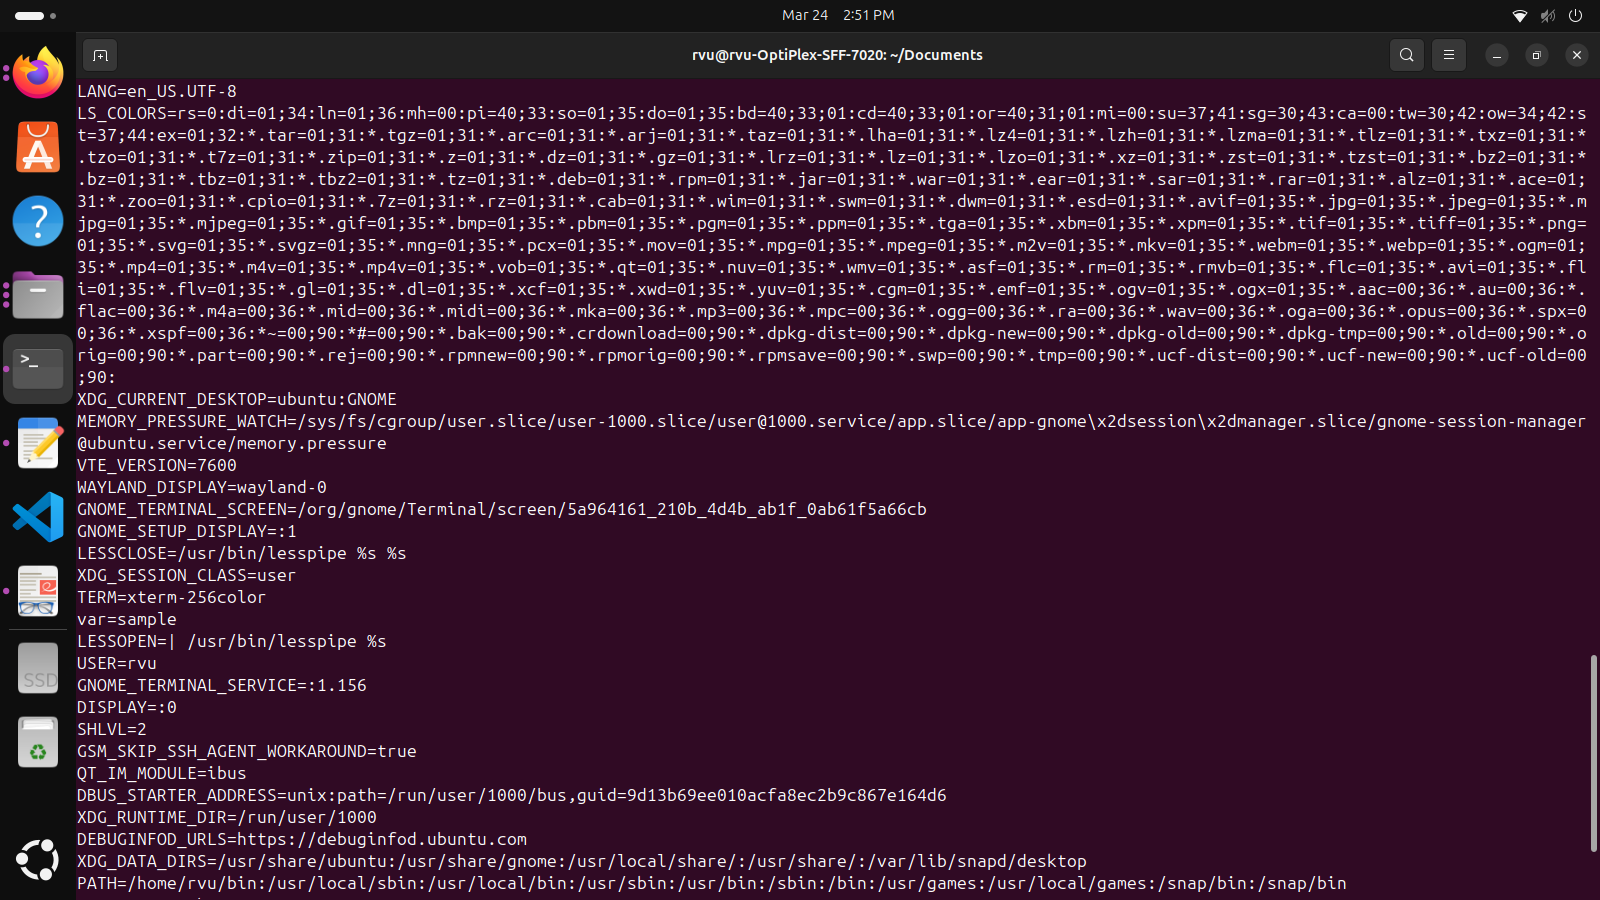 Mar 24 2:51 PM
rvu@rvu-OptiPlex-SFF-7020: ~/Documents
LANG=en_US.UTF-8
LS_COLORS=rs=0:di=01;34:ln=01;36:mh=00:pi=40;33:so=01;35:do=01;35:bd=40;33;01:cd=40;33;01:or=40;31;01:mi=00:su=37;41:sg=30;43:ca=00:tw=30;42:ow=34;42:s
t=37;44:ex=01;32:*.tar=01;31:*.tgz=01;31:*.arc=01;31:*.arj=01;31:*.taz=01;31:*.lha=01;31:*.lz4=01;31:*.lzh=01;31:*.lzma=01;31:*.tlz=01;31:*.txz=01;31:*
.tzo=01;31:*.t7z=01;31:*.zip=01;31:*.z=01;31:*.dz=01;31:*.gz=01;31:*.lrz=01;31:*.lz=01;31:*.lzo=01;31:*.xz=01;31:*.zst=01;31:*.tzst=01;31:*.bz2=01;31:*
.bz=01;31:*.tbz=01;31:*.tbz2=01;31:*.tz=01;31:*.deb=01;31:*.rpm=01;31:*.jar=01;31:*.war=01;31:*.ear=01;31:*.sar=01;31:*.rar=01;31:*.alz=01;31:*.ace=01;
31:*.zoo=01;31:*.cpio=01;31:*.7z=01;31:*.rz=01;31:*.cab=01;31:*.wim=01;31:*.swm=01;31:*.dwm=01;31:*.esd=01;31:*.avif=01;35:*.jpg=01;35:*.jpeg=01;35:*.m
jpg=01;35:*.mjpeg=01;35:*.gif=01;35:*.bmp=01;35:*.pbm=01;35:*.pgm=01;35:*.ppm=01;35:*.tga=01;35:*.xbm=01;35:*.xpm=01;35:*.tif=01;35:*.tiff=01;35:*.png=
01;35:*.svg=01;35:*.svgz=01;35:*.mng=01;35:*.pcx=01;35:*.mov=01;35:*.mpg=01;35:*.mpeg=01;35:*.m2v=01;35:*.mkv=01;35:*.webm=01;35:*.webp=01;35:*.ogm=01;
35:*.mp4=01;35:*.m4v=01;35:*.mp4v=01;35:*.vob=01;35:*.qt=01;35:*.nuv=01;35:*.wmv=01;35:*.asf=01;35:*.rm=01;35:*.rmvb=01;35:*.flc=01;35:*.avi=01;35:*.fl
i=01;35:*.flv=01;35:*.gl=01;35:*.dl=01;35:*.xcf=01;35:*.xwd=01;35:*.yuv=01;35:*.cgm=01;35:*.emf=01;35:*.ogv=01;35:*.ogx=01;35:*.aac=00;36:*.au=00;36:*.
flac=00;36:*.m4a=00;36:*.mid=00;36:*.midi=00;36:*.mka=00;36:*.mp3=00;36:*.mpc=00;36:*.ogg=00;36:*.ra=00;36:*.wav=00;36:*.oga=00;36:*.opus=00;36:*.spx=0
0;36:*.xspf=00;36:*~=00;90:*#=00;90:*.bak=00;90:*.crdownload=00;90:*.dpkg-dist=00;90:*.dpkg-new=00;90:*.dpkg-old=00;90:*.dpkg-tmp=00;90:*.old=00;90:*.o
rig=00;90:*.part=00;90:*.rej=00;90:*.rpmnew=00;90:*.rpmorig=00;90:*.rpmsave=00;90:*.swp=00;90:*.tmp=00;90:*.ucf-dist=00;90:*.ucf-new=00;90:*.ucf-old=00
;90:
XDG_CURRENT_DESKTOP=ubuntu:GNOME
MEMORY_PRESSURE_WATCH=/sys/fs/cgroup/user.slice/user-1000.slice/user@1000.service/app.slice/app-gnome\x2dsession\x2dmanager.slice/gnome-session-manager
@ubuntu.service/memory.pressure
VTE_VERSION=7600
WAYLAND_DISPLAY=wayland-0
GNOME_TERMINAL_SCREEN=/org/gnome/Terminal/screen/5a964161_210b_4d4b_ab1f_0ab61f5a66cb
GNOME_SETUP_DISPLAY=:1
LESSCLOSE=/usr/bin/lesspipe %s %s
XDG_SESSION_CLASS=user
TERM=xterm-256color
var=sample
LESSOPEN=| /usr/bin/lesspipe %s
USER=rvu
GNOME_TERMINAL_SERVICE=:1.156
DISPLAY=:0
SHLVL=2
GSM_SKIP_SSH_AGENT_WORKAROUND=true
QT_IM_MODULE=ibus
DBUS_STARTER_ADDRESS=unix:path=/run/user/1000/bus,guid=9d13b69ee010acfa8ec2b9c867e164d6
XDG_RUNTIME_DIR=/run/user/1000
DEBUGINFOD_URLS=https://debuginfod.ubuntu.com
XDG_DATA_DIRS=/usr/share/ubuntu:/usr/share/gnome:/usr/local/share/:/usr/share/:/var/lib/snapd/desktop
PATH=/home/rvu/bin:/usr/local/sbin:/usr/local/bin:/usr/sbin:/usr/bin:/sbin:/bin:/usr/games:/usr/local/games:/snap/bin:/snap/bin
SSD